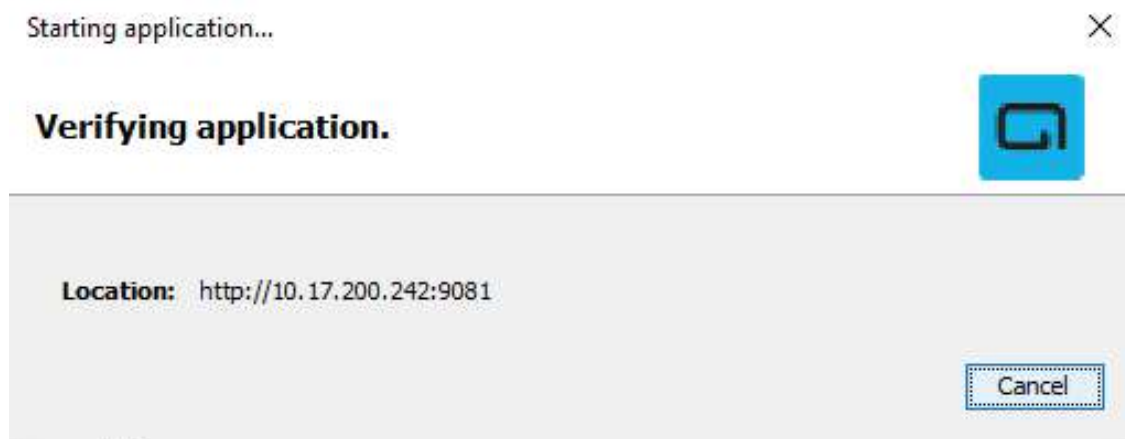 Starting application...
Verifying application.
Location: http://10.17.200.242:9081
Cancel